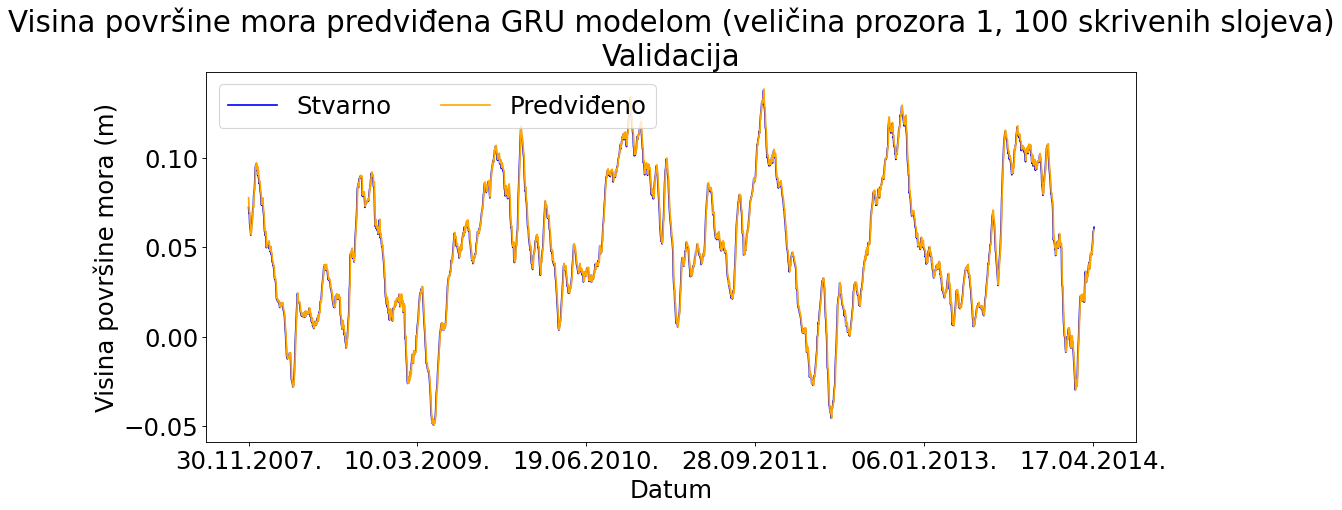 Visina površine mora predviđena GRU modelom (veličina prozora 1, 100 skrivenih slojeva)
Validacija
Stvarno
Predviđeno
Visina površine mora (m)
0.10
0.05
0.00
−0.05
30.11.2007.
10.03.2009.
19.06.2010.
28.09.2011.
06.01.2013.
17.04.2014.
Datum